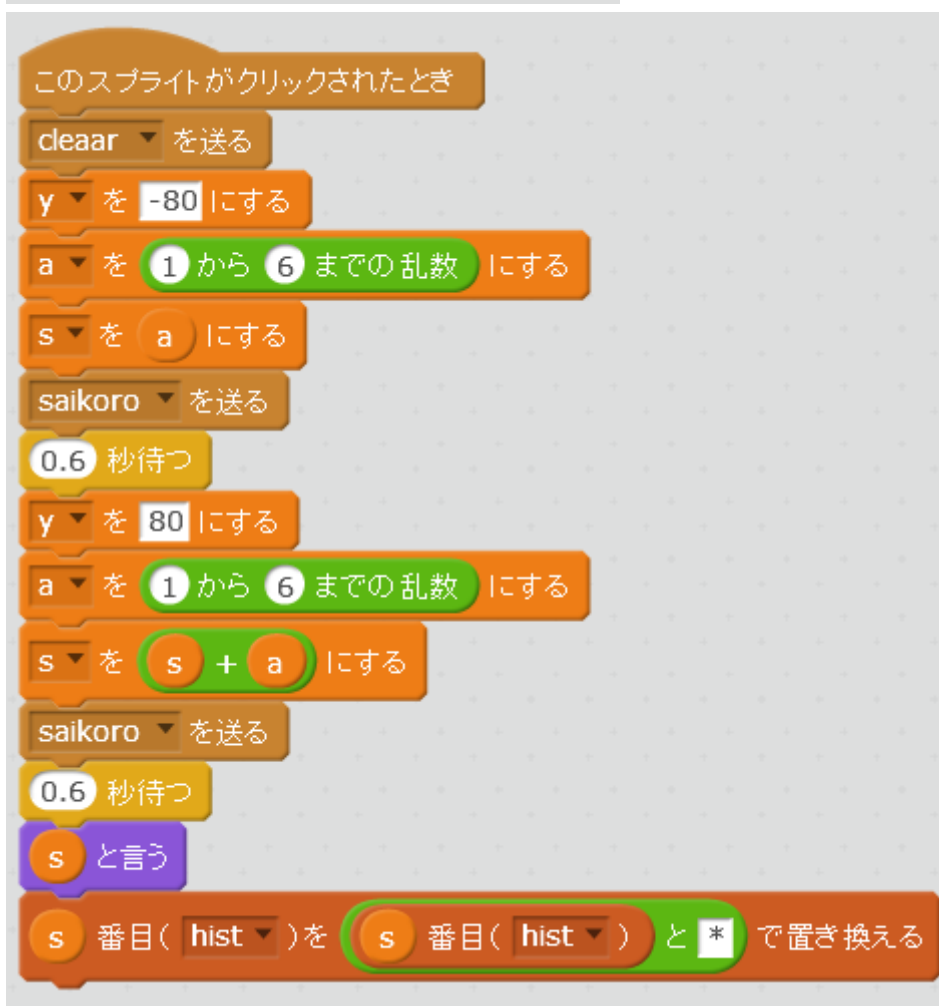 このスプライトがクリックされたとき
cleaar を送る
y を -80 にする
a を 1 から 6 までの乱数 にする
s を a にする
saikoro を送る
0.6 秒待つ
y を 80 にする
a を 1 から 6 までの乱数 にする
s を s + a にする
saikoro を送る
0.6 秒待つ
s と言う
s 番目( hist )を s 番目( hist ) と * で置き換える